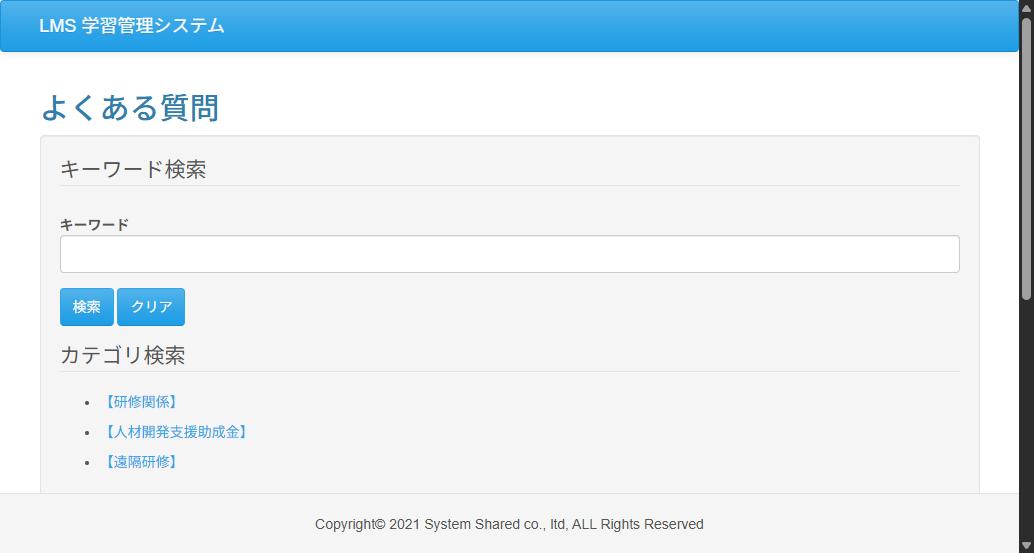 LMS 学習管理システム
よくある質問
キーワード検索
キーワード
検索 クリア
カテゴリ検索
【研修関係】
【人材開発支援助成金】
【遠隔研修】
Copyright© 2021 System Shared co., ltd, ALL Rights Reserved